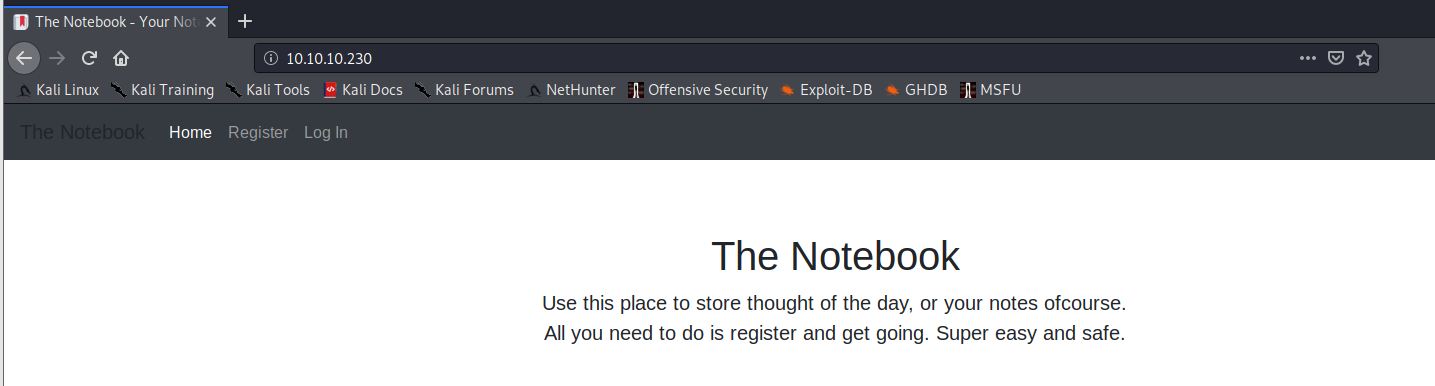 The Notebook - Your Not
10.10.10.230
Kali Linux Kali Training Kali Tools Kali Docs Kali Forums NetHunter Offensive Security Exploit-DB GHDB MSFU
The Notebook Home Register Log In
The Notebook
Use this place to store thought of the day, or your notes ofcourse.
All you need to do is register and get going. Super easy and safe.